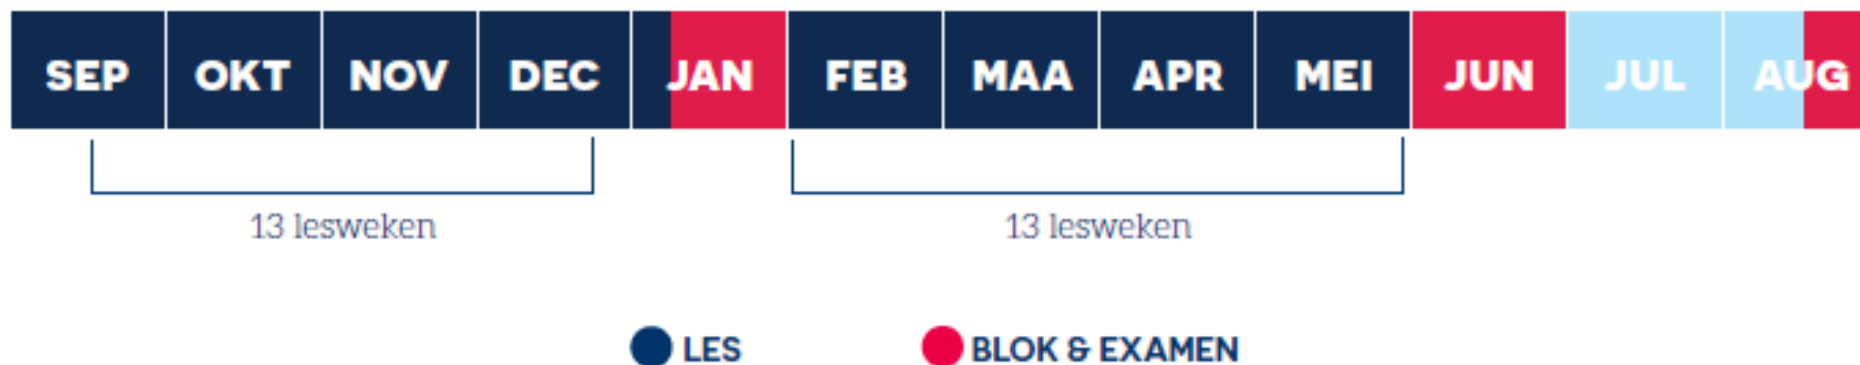 SEP OKT NOV DEC JAN FEB MAA APR MEI JUN JUL AUG
13 lesweken 13 lesweken
LES BLOK & EXAMEN